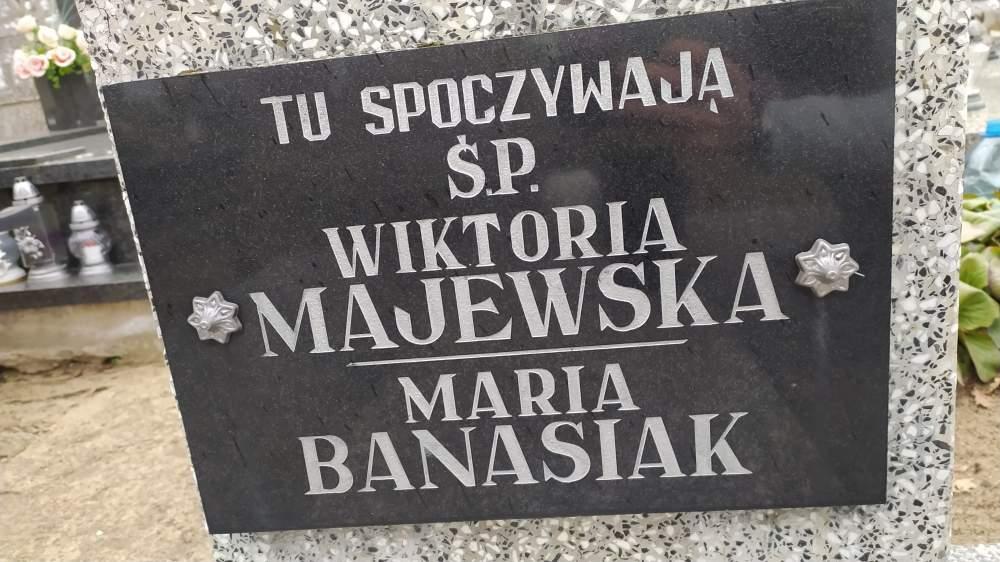 TU SPOCZYWAJĄ
Ś.P.
WIKTORIA
MAJEWSKA
MARIA
BANASIAK